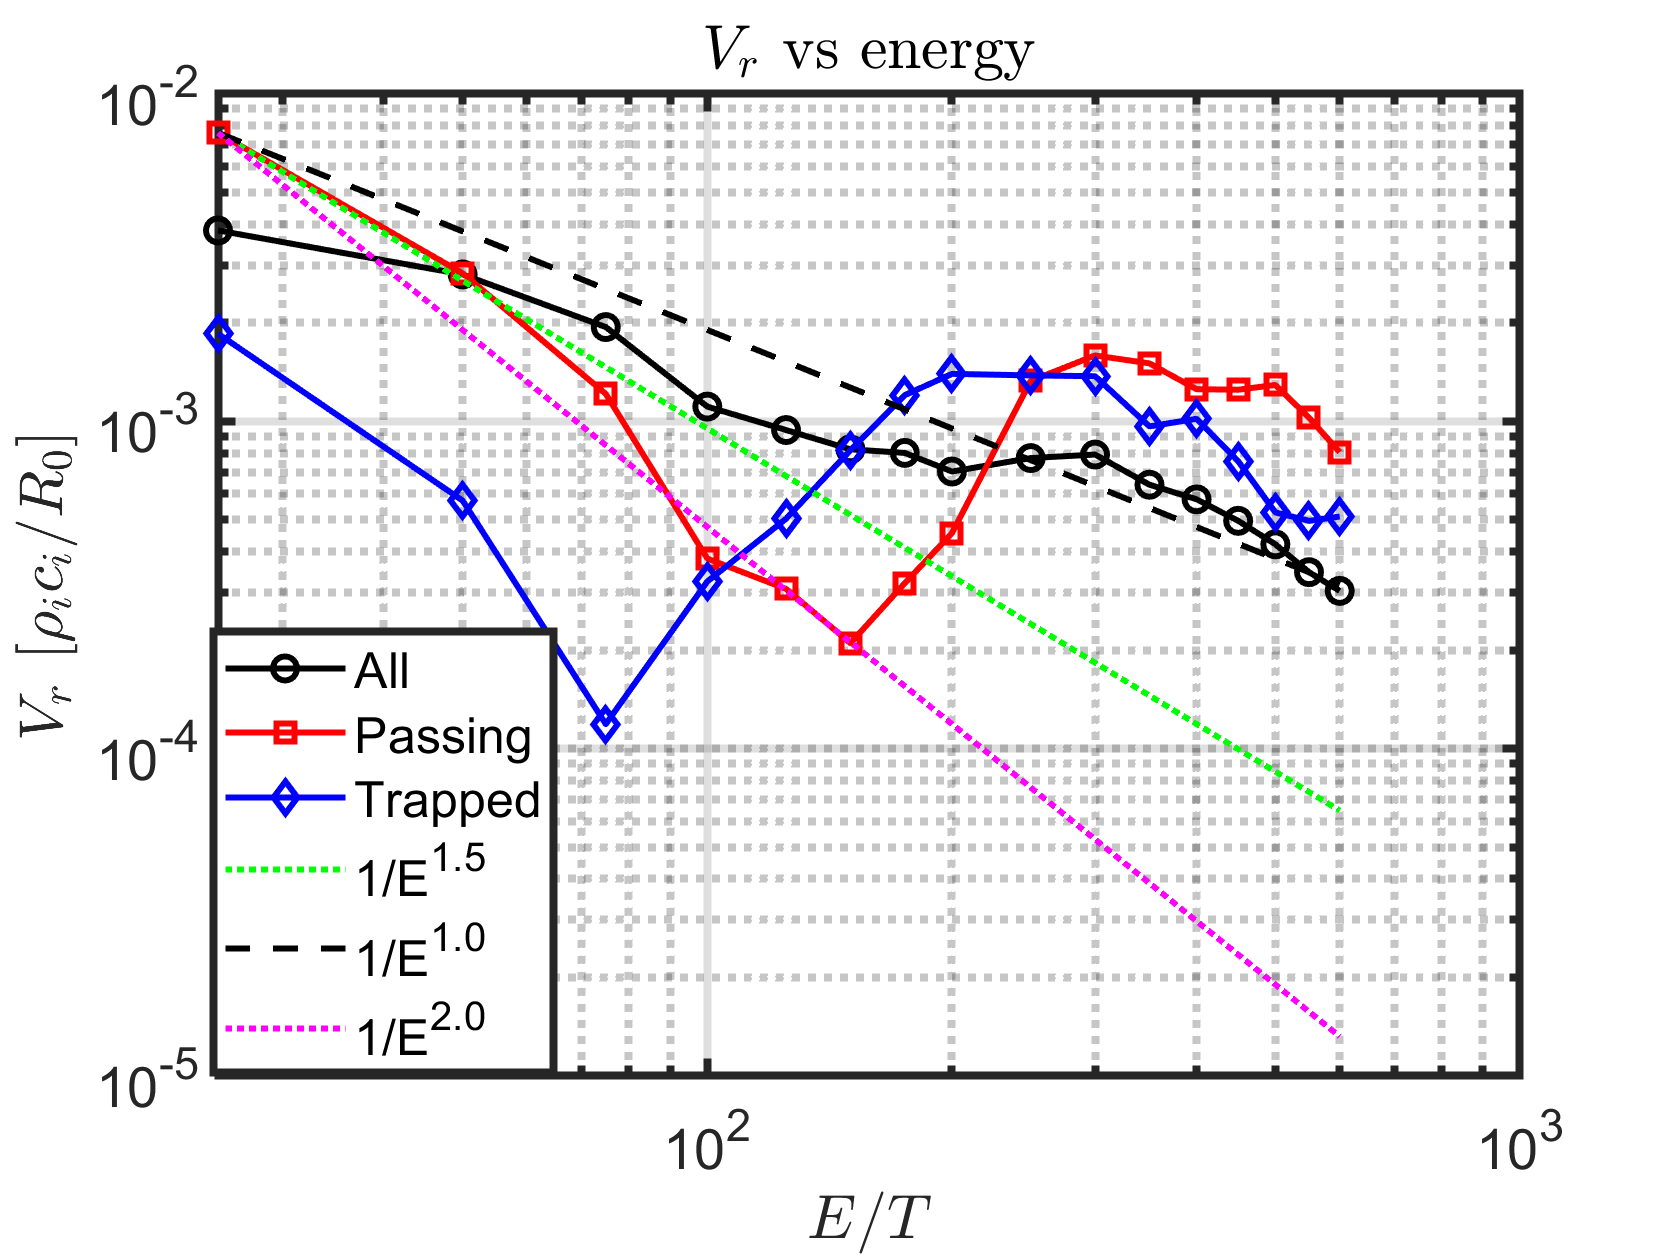 V_r vs energy
10^-2
10^-3
10^-4
10^-5
V_r [ρ_i c_i/R_0]
All
Passing
Trapped
1/E^1.5
1/E^1.0
1/E^2.0
10^2
10^3
E/T